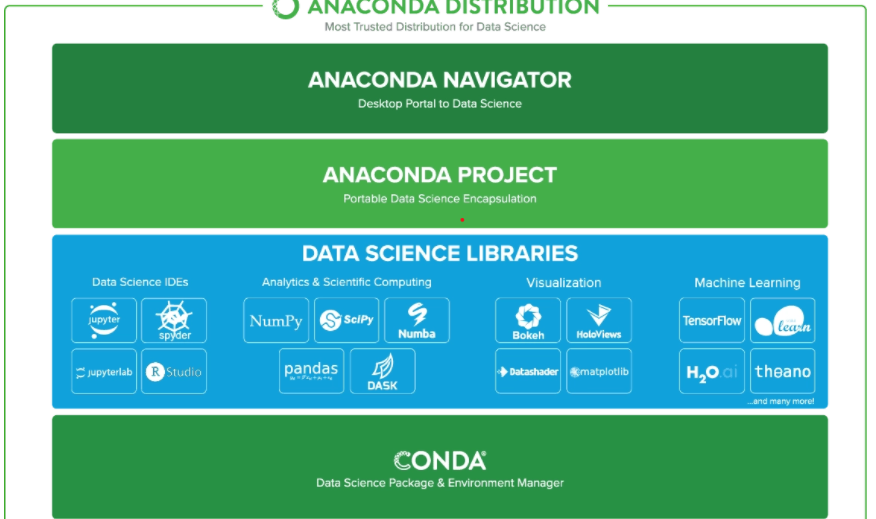 ANACONDA DISTRIBUTION
Most Trusted Distribution for Data Science
ANACONDA NAVIGATOR
Desktop Portal to Data Science
ANACONDA PROJECT
Portable Data Science Encapsulation
DATA SCIENCE LIBRARIES
Data Science IDEs
jupyter
spyder
jupyterlab
R Studio
Analytics & Scientific Computing
NumPy
SciPy
Numba
pandas
DASK
Visualization
Bokeh
HoloViews
Datashader
matplotlib
Machine Learning
TensorFlow
learn
H2O.ai
theano
...and many more!
CONDA
Data Science Package & Environment Manager